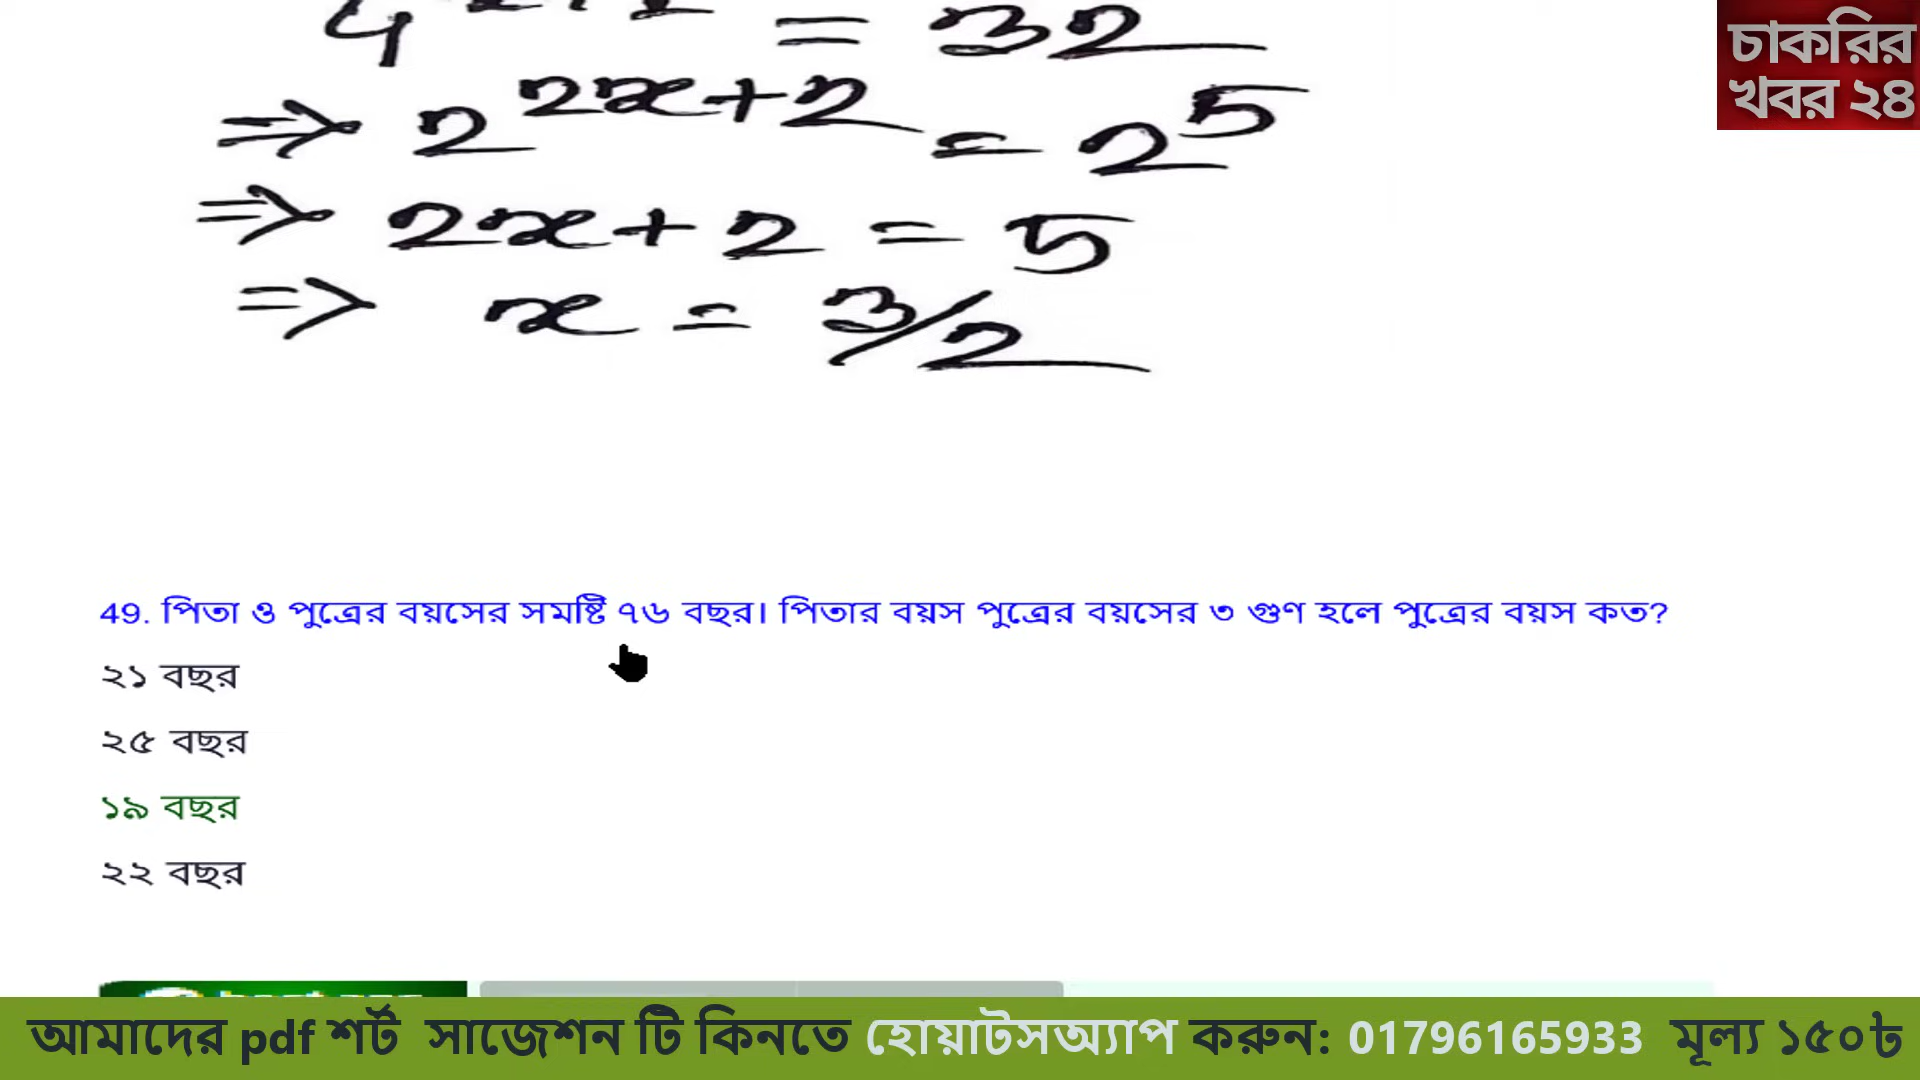 = 32
⇒ 2^{2x+2} = 2^5
⇒ 2x+2 = 5
⇒ x = 3/2
চাকরির
খবর ২৪
49. পিতা ও পুত্রের বয়সের সমষ্টি ৭৬ বছর। পিতার বয়স পুত্রের বয়সের ৩ গুণ হলে পুত্রের বয়স কত?
২১ বছর
২৫ বছর
১৯ বছর
২২ বছর
আমাদের pdf শর্ট সাজেশন টি কিনতে হোয়াটসঅ্যাপ করুন: 01796165933 মূল্য ১৫০৳